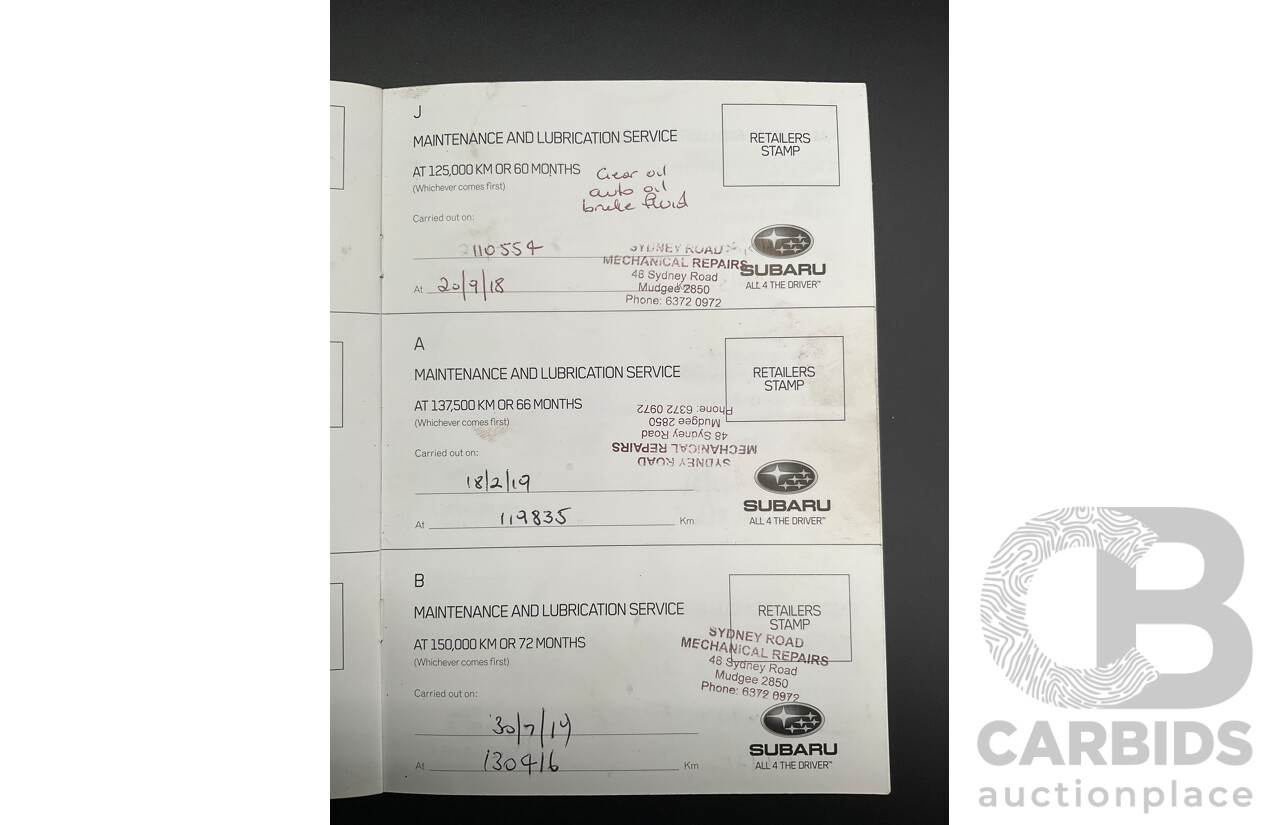 J
MAINTENANCE AND LUBRICATION SERVICE
AT 125,000 KM OR 60 MONTHS
(Whichever comes first)
Gear oil
auto oil
brake fluid
Carried out on:
110554
At 20/9/18
RETAILERS
STAMP
SYDNEY ROAD
MECHANICAL REPAIRS
48 Sydney Road
Mudgee 2850
Phone: 6372 0972
SUBARU
ALL 4 THE DRIVER™
A
MAINTENANCE AND LUBRICATION SERVICE
AT 137,500 KM OR 66 MONTHS
(Whichever comes first)
Carried out on:
18/2/19
At 119835 Km
RETAILERS
STAMP
SYDNEY ROAD
MECHANICAL REPAIRS
48 Sydney Road
Mudgee 2850
Phone: 6372 0972
SUBARU
ALL 4 THE DRIVER™
B
MAINTENANCE AND LUBRICATION SERVICE
AT 150,000 KM OR 72 MONTHS
(Whichever comes first)
Carried out on:
30/7/19
At 130416 Km
RETAILERS
STAMP
SYDNEY ROAD
MECHANICAL REPAIRS
48 Sydney Road
Mudgee 2850
Phone: 6372 0972
SUBARU
ALL 4 THE DRIVER™
CB
CARBIDS
auctionplace